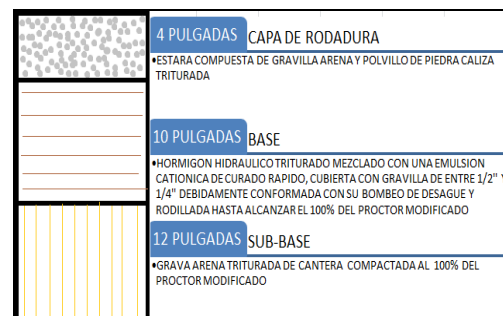 4 PULGADAS CAPA DE RODADURA
•ESTARA COMPUESTA DE GRAVILLA ARENA Y POLVILLO DE PIEDRA CALIZA
TRITURADA
10 PULGADAS BASE
•HORMIGON HIDRAULICO TRITURADO MEZCLADO CON UNA EMULSION
CATIONICA DE CURADO RAPIDO, CUBIERTA CON GRAVILLA DE ENTRE 1/2" Y
1/4" DEBIDAMENTE CONFORMADA CON SU BOMBEO DE DESAGUE Y
RODILLADA HASTA ALCANZAR EL 100% DEL PROCTOR MODIFICADO
12 PULGADAS SUB-BASE
•GRAVA ARENA TRITURADA DE CANTERA COMPACTADA AL 100% DEL
PROCTOR MODIFICADO